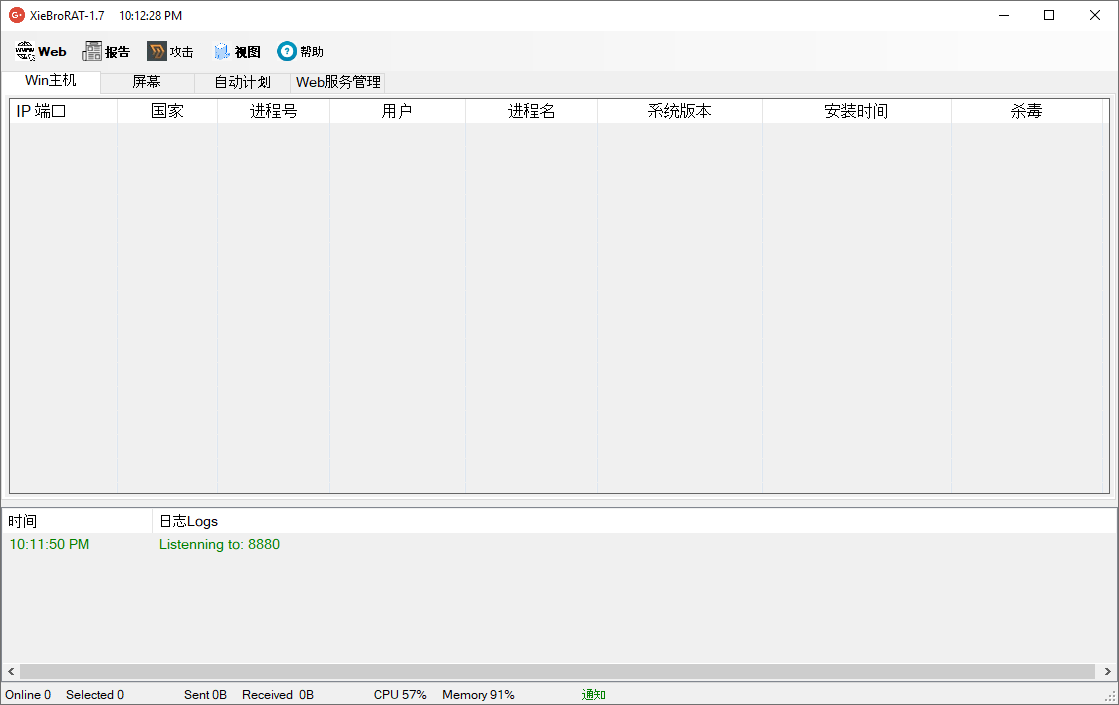 XieBroRAT-1.7 10:12:28 PM
Web 报告 攻击 视图 帮助
Win主机 屏幕 自动计划 Web服务管理
IP 端口 国家 进程号 用户 进程名 系统版本 安装时间 杀毒
时间 日志Logs
10:11:50 PM Listenning to: 8880
Online 0 Selected 0 Sent 0B Received 0B CPU 57% Memory 91% 通知